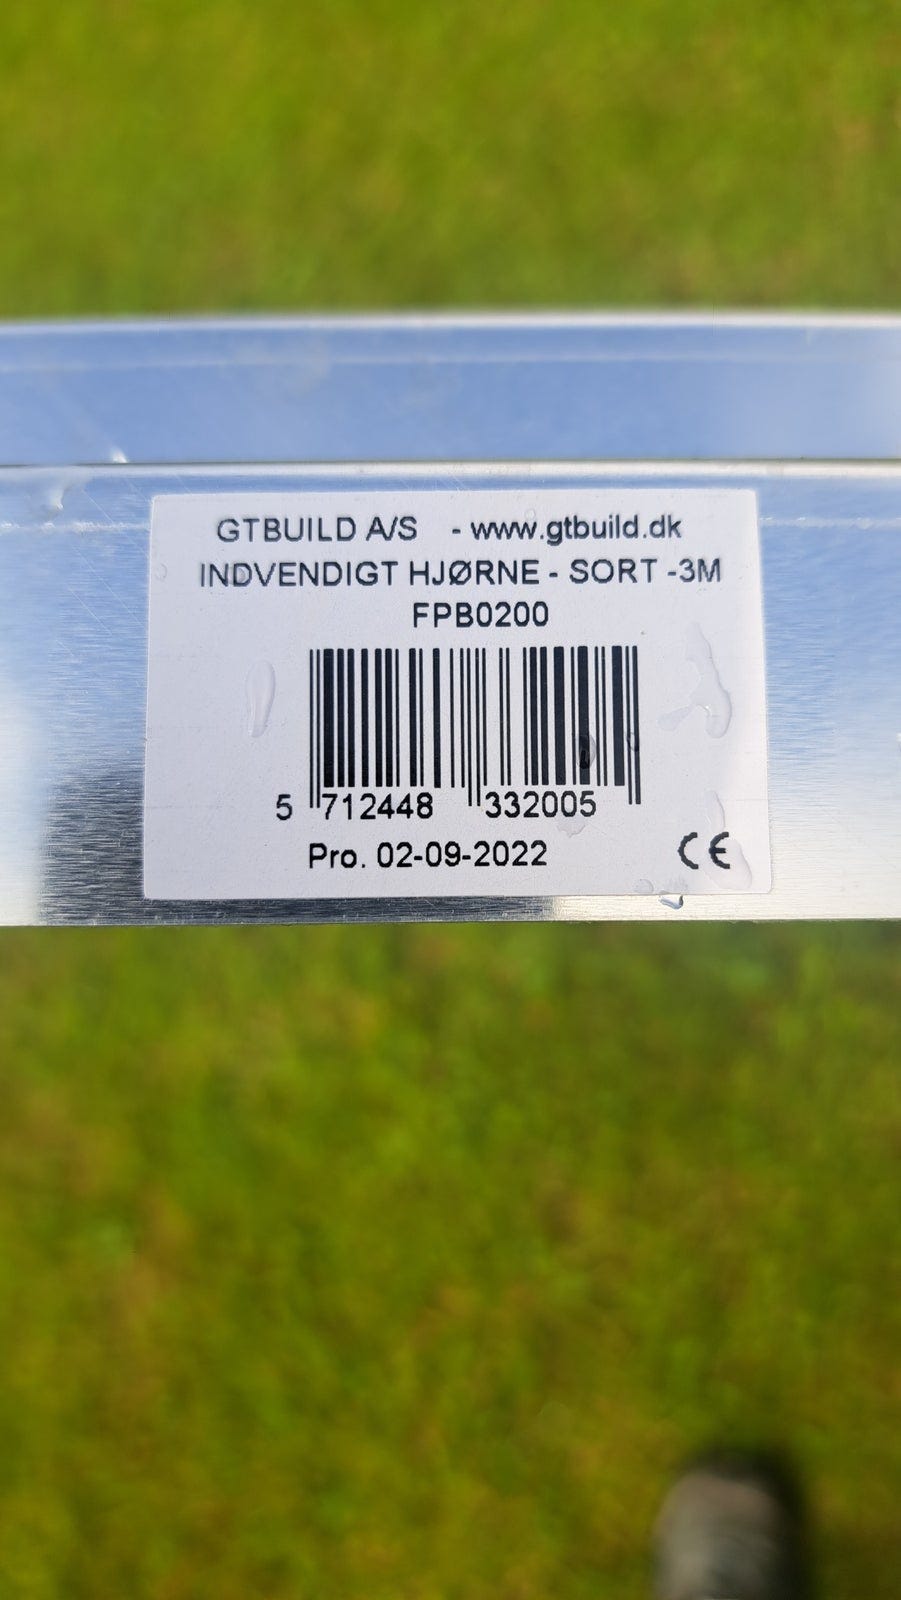 GTBUILD A/S - www.gtbuild.dk
INDVENDIGT HJØRNE - SORT -3M
FPB0200
5 712448 332005
Pro. 02-09-2022 CE